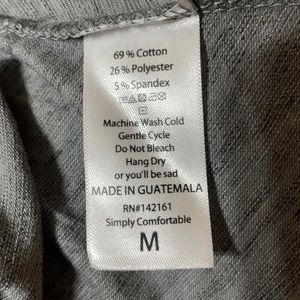 69 % Cotton
26 % Polyester
5 % Spandex
Machine Wash Cold
Gentle Cycle
Do Not Bleach
Hang Dry
or you'll be sad
MADE IN GUATEMALA
RN#142161
Simply Comfortable
M